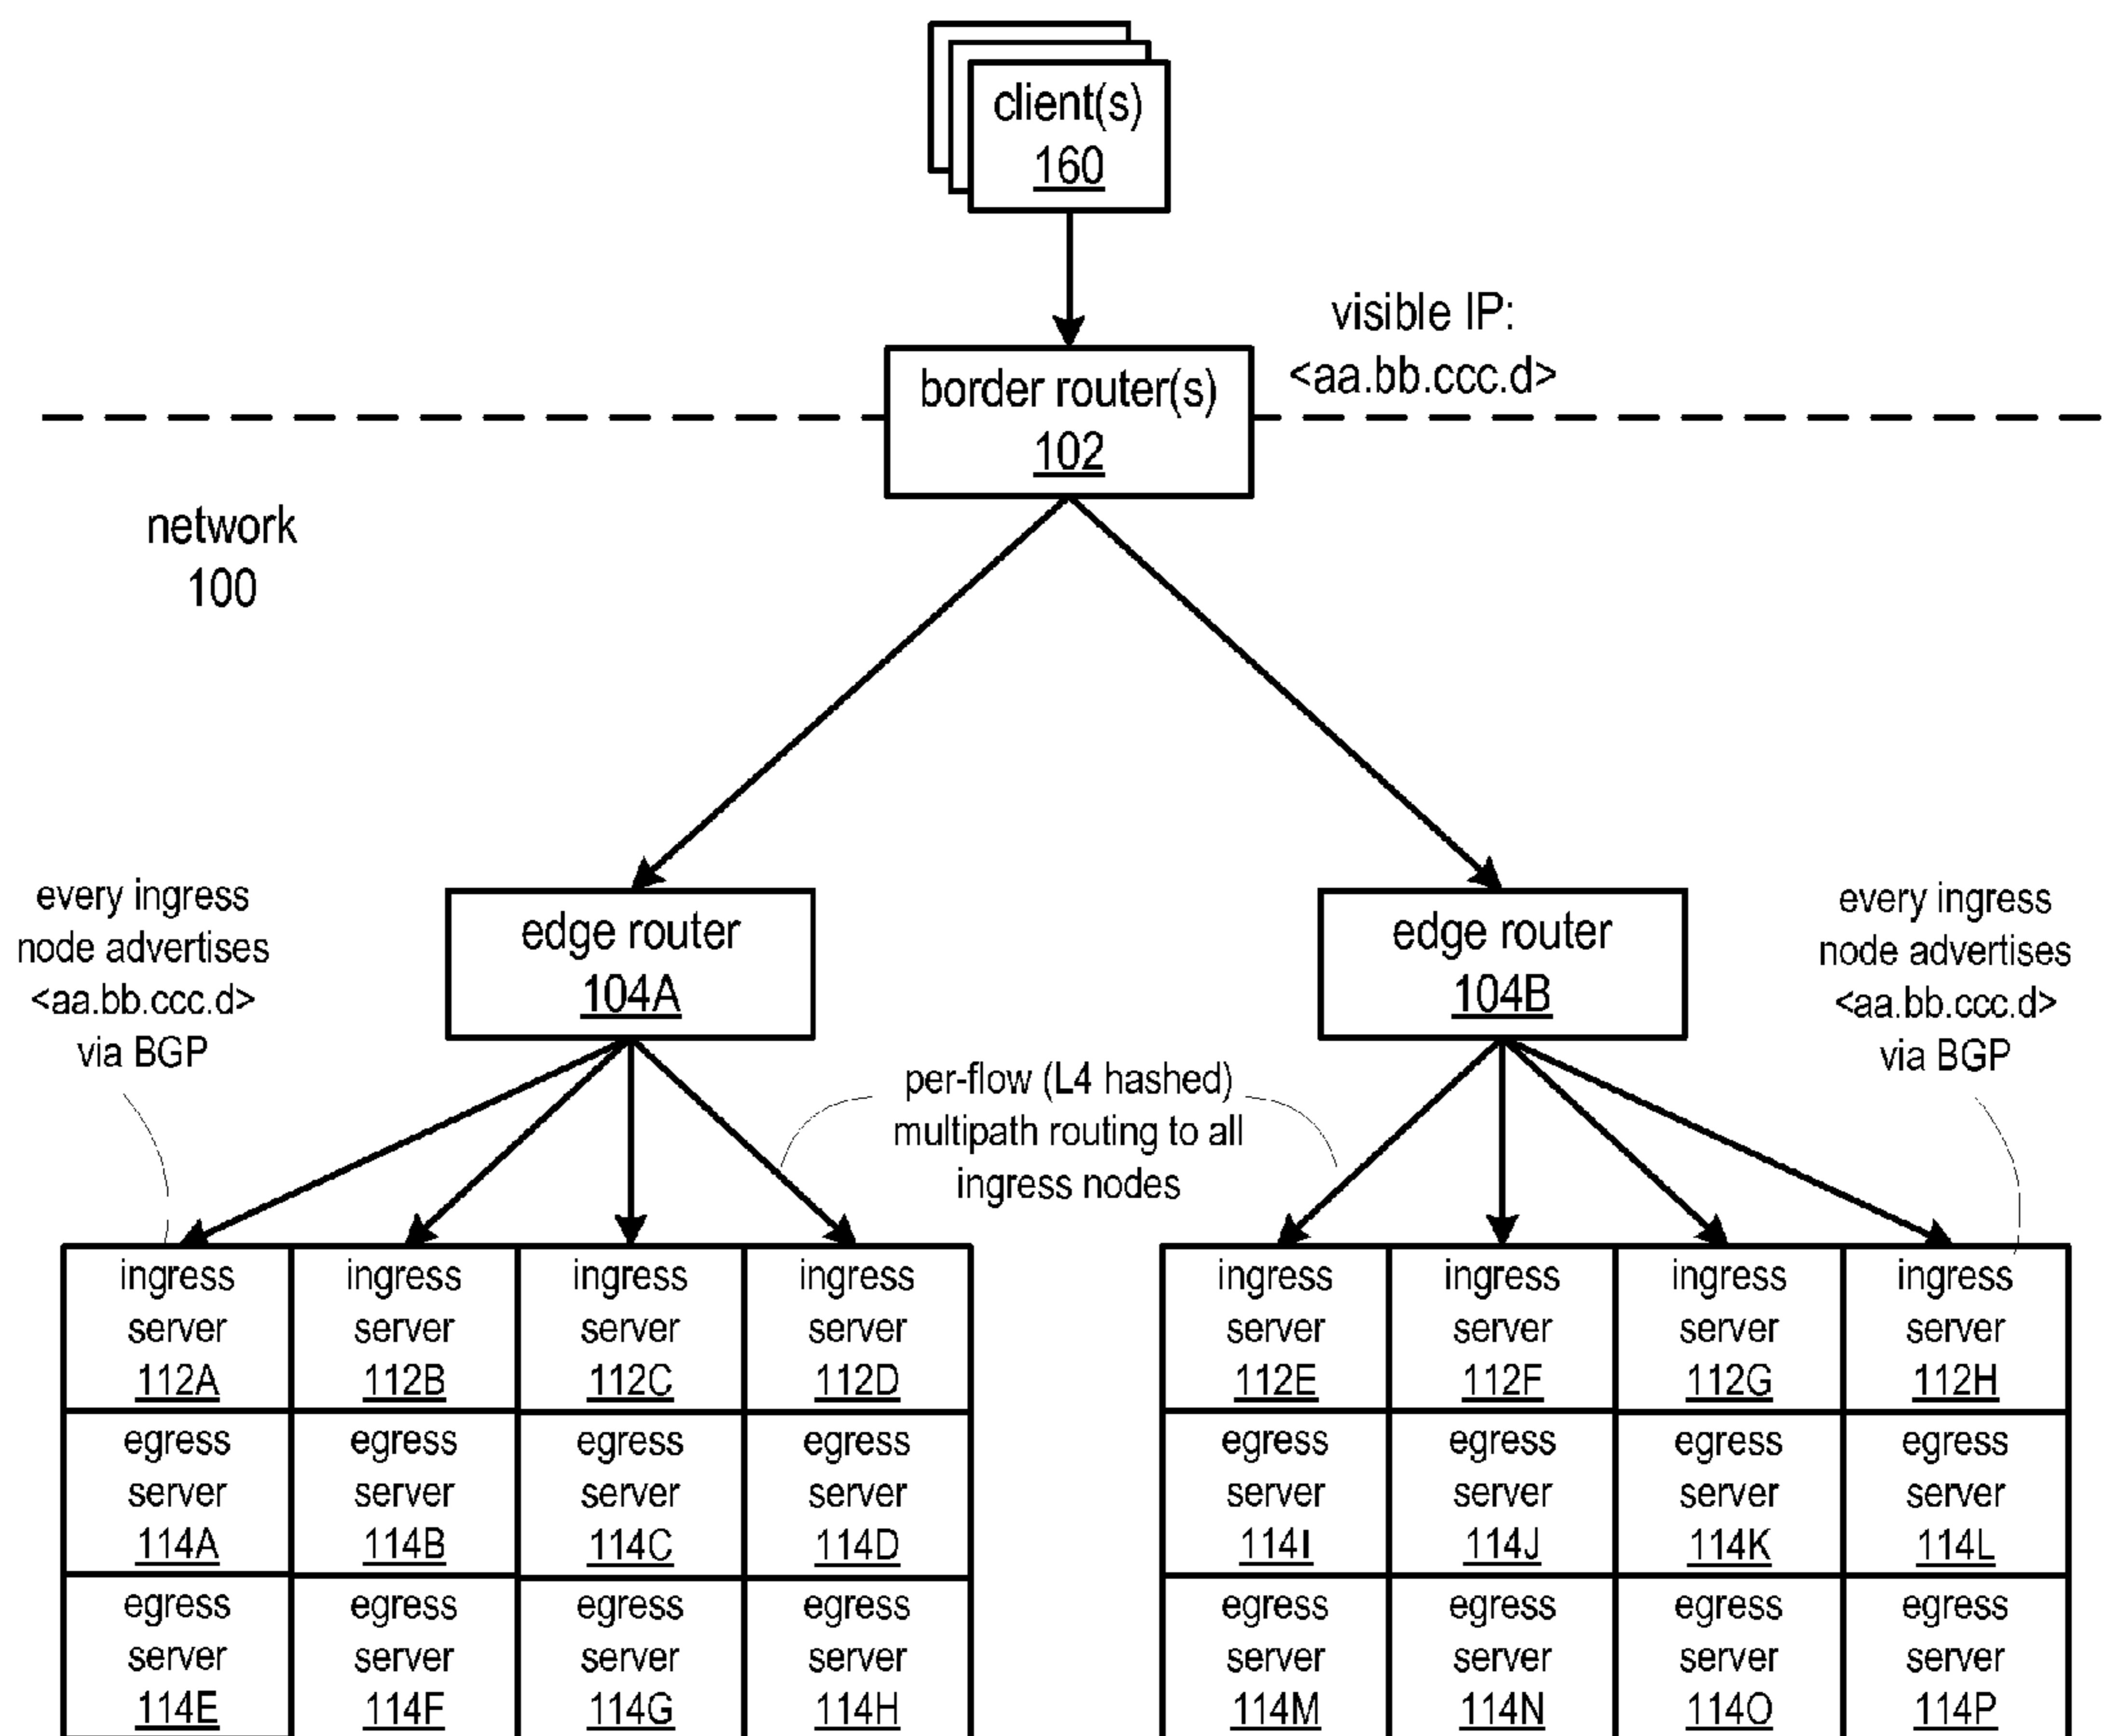 client(s)
160
visible IP:
<aa.bb.ccc.d>
border router(s)
102
network
100
every ingress
node advertises
<aa.bb.ccc.d>
via BGP
edge router
104A
edge router
104B
every ingress
node advertises
<aa.bb.ccc.d>
via BGP
per-flow (L4 hashed)
multipath routing to all
ingress nodes
ingress
server
112A
ingress
server
112B
ingress
server
112C
ingress
server
112D
ingress
server
112E
ingress
server
112F
ingress
server
112G
ingress
server
112H
egress
server
114A
egress
server
114B
egress
server
114C
egress
server
114D
egress
server
114I
egress
server
114J
egress
server
114K
egress
server
114L
egress
server
114E
egress
server
114F
egress
server
114G
egress
server
114H
egress
server
114M
egress
server
114N
egress
server
114O
egress
server
114P